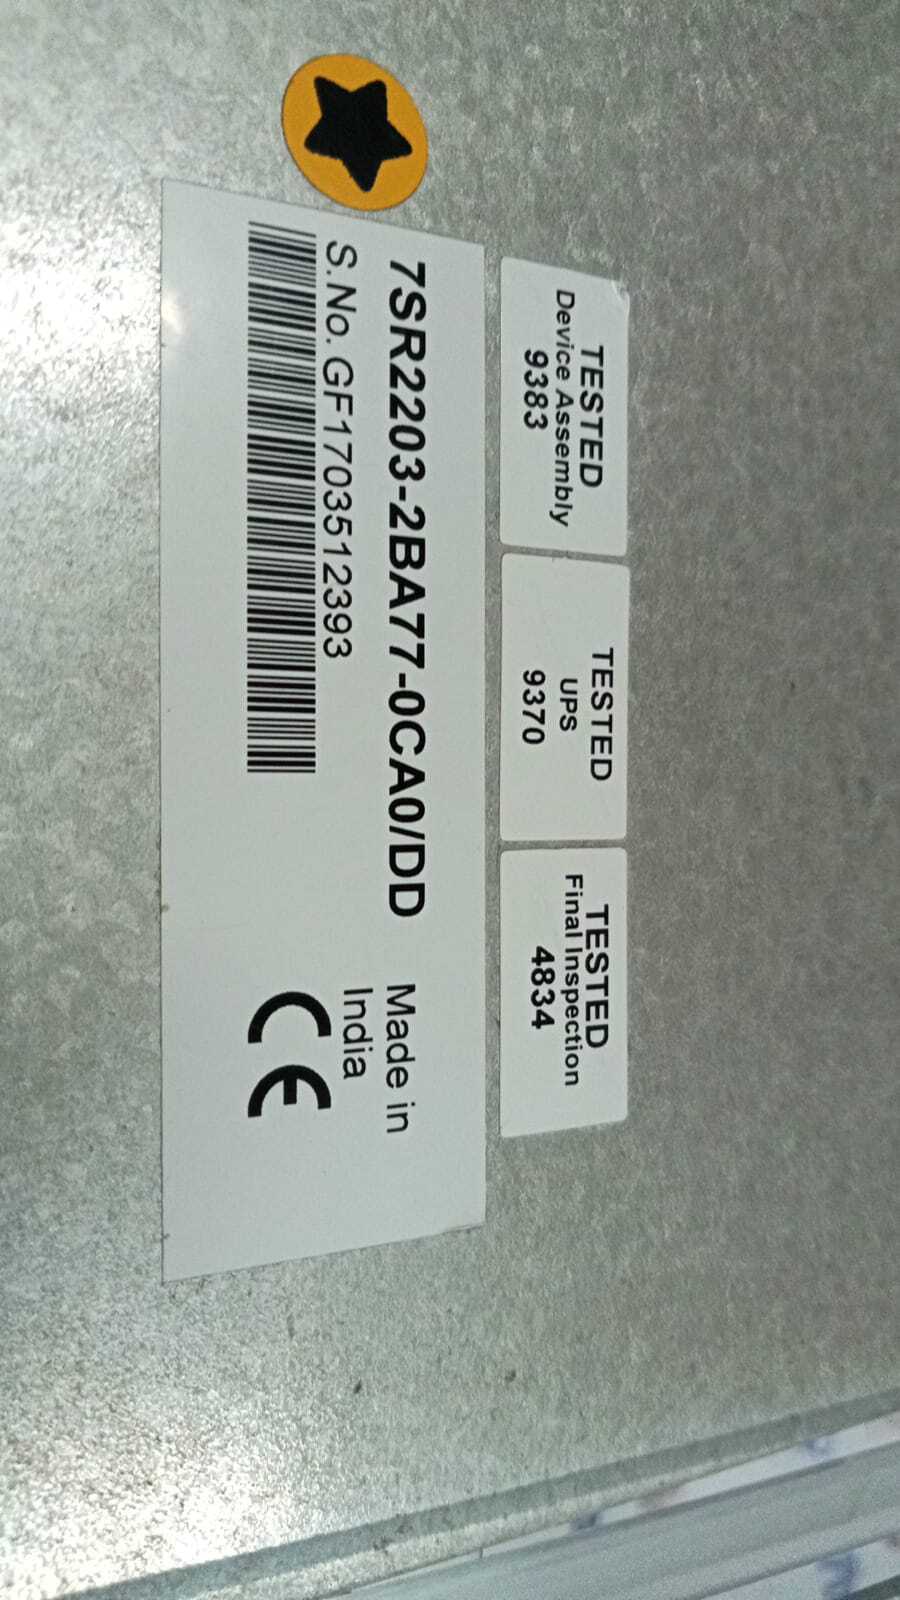 TESTED
Device Assembly
9383
TESTED
UPS
9370
TESTED
Final Inspection
4834
7SR2203-2BA77-0CA0/DD
S.No. GF1703512393
Made in
India
CE